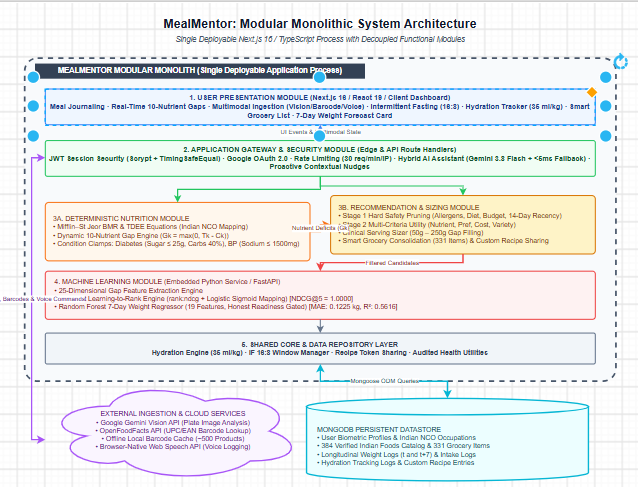 MealMentor: Modular Monolithic System Architecture
Single Deployable Next.js 16 / TypeScript Process with Decoupled Functional Modules
MEALMENTOR MODULAR MONOLITH (Single Deployable Application Process)
1. USER PRESENTATION MODULE (Next.js 16 / React 19 / Client Dashboard)
Meal Journaling · Real-Time 10-Nutrient Gaps · Multimodal Ingestion (Vision/Barcode/Voice) · Intermittent Fasting (16:8) · Hydration Tracker (35 ml/kg) · Smart
Grocery List · 7-Day Weight Forecast Card
UI Events & modal State
2. APPLICATION GATEWAY & SECURITY MODULE (Edge & API Route Handlers)
JWT Session Security (Bcrypt + TimingSafeEqual) · Google OAuth 2.0 · Rate Limiting (30 req/min/IP) · Hybrid AI Assistant (Gemini 3.5 Flash + <5ms Fallback) ·
Proactive Contextual Nudges
3A. DETERMINISTIC NUTRITION MODULE
• Mifflin-St Jeor BMR & TDEE Equations (Indian NCO Mapping)
• Dynamic 10-Nutrient Gap Engine (Gk = max(0, Tk - Ck))
• Condition Clamps: Diabetes (Sugar ≤ 25g, Carbs 40%), BP (Sodium ≤ 1500mg)
Nutrient Deficits (Gk)
3B. RECOMMENDATION & SIZING MODULE
• Stage 1 Hard Safety Pruning (Allergens, Diet, Budget, 14-Day Recency)
Stage 2 Multi-Criteria Utility (Nutrient, Pref, Cost, Variety)
Clinical Serving Sizer (50g – 250g Gap Filling)
• Smart Grocery Consolidation (331 Items) & Custom Recipe Sharing
Filtered Candidates
4. MACHINE LEARNING MODULE (Embedded Python Service / FastAPI)
• 25-Dimensional Gap Feature Extraction Engine
, Barcodes & Voice Commands
Learning-to-Rank Engine (rank:ndcg + Logistic Sigmoid Mapping) [NDCG@5 = 1.0000]
• Random Forest 7-Day Weight Regressor (19 Features, Honest Readiness Gated) [MAE: 0.1225 kg, R²: 0.5616]
5. SHARED CORE & DATA REPOSITORY LAYER
Hydration Engine (35 ml/kg) · IF 16:8 Window Manager · Recipe Token Sharing · Audited Health Utilities
Mongoose ODM Queries
EXTERNAL INGESTION & CLOUD SERVICES
• Google Gemini Vision API (Plate Image Analysis)
• OpenFoodFacts API (UPC/EAN Barcode Lookup)
• Offline Local Barcode Cache (~500 Products)
• Browser-Native Web Speech API (Voice Logging)
MONGODB PERSISTENT DATASTORE
• User Biometric Profiles & Indian NCO Occupations
• 384 Verified Indian Foods Catalog & 331 Grocery Items
• Longitudinal Weight Logs (t and t+7) & Intake Logs
• Hydration Tracking Logs & Custom Recipe Entries